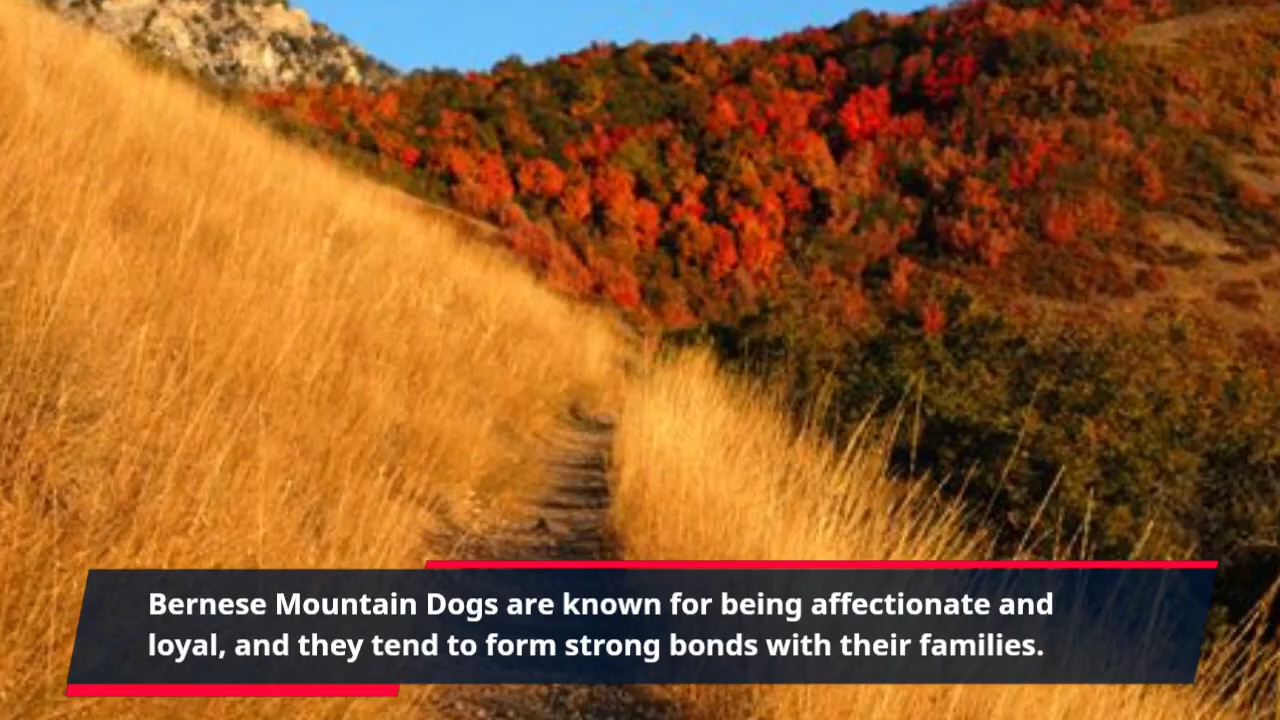 Bernese Mountain Dogs are known for being affectionate and
loyal, and they tend to form strong bonds with their families.